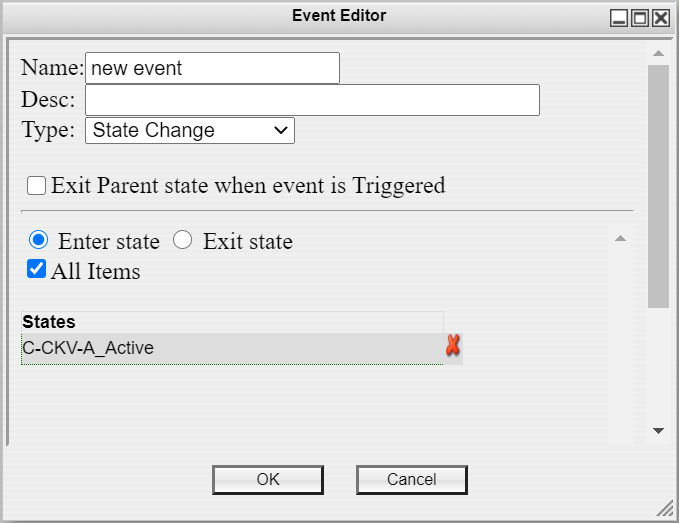 Event Editor
Name: new event
Desc:
Type: State Change
Exit Parent state when event is Triggered
Enter state Exit state
All Items
States
C-CKV-A_Active
OK Cancel